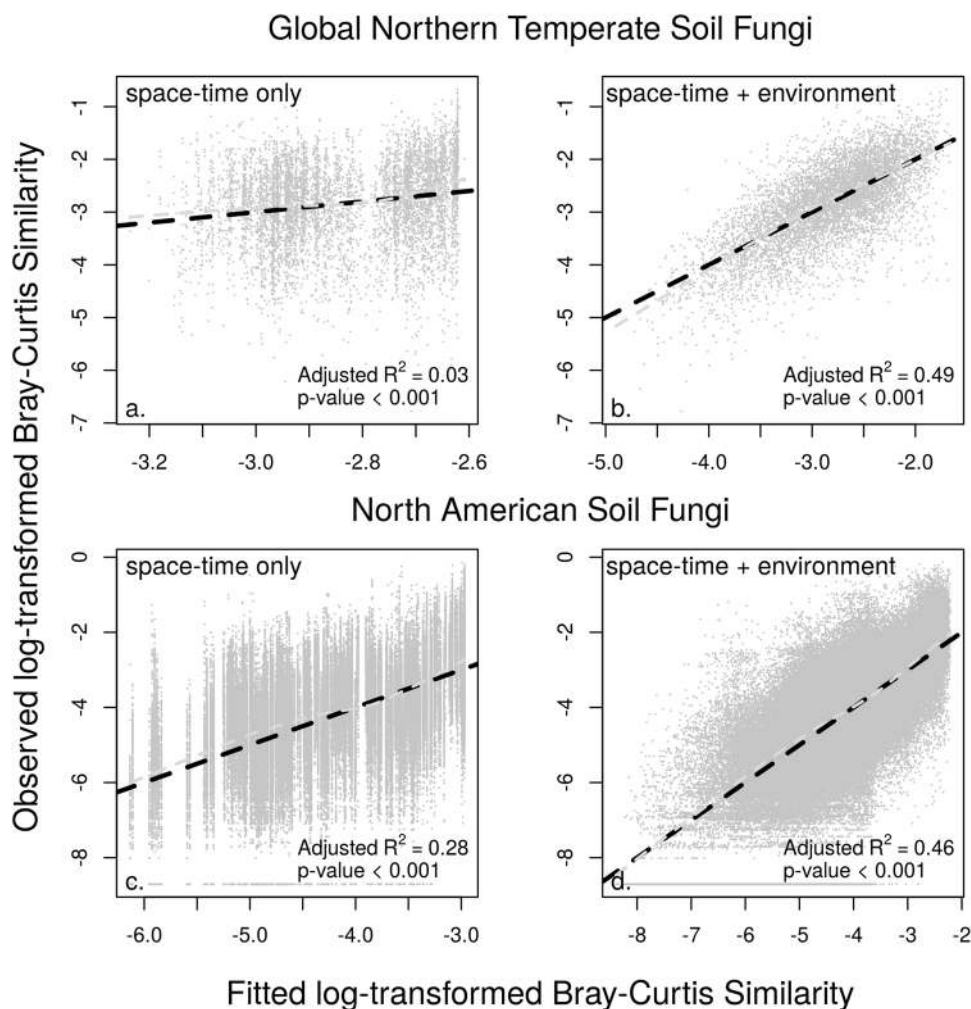 Global Northern Temperate Soil Fungi
space-time only
space-time + environment
-1
-2
-3
-4
-5
-6
-7
-1
-2
-3
-4
-5
-6
-7
Adjusted R² = 0.03
p-value < 0.001
a.
Adjusted R² = 0.49
p-value < 0.001
b.
-3.2 -3.0 -2.8 -2.6
-5.0 -4.0 -3.0 -2.0
Observed log-transformed Bray-Curtis Similarity
North American Soil Fungi
space-time only
space-time + environment
0
-2
-4
-6
-8
0
-2
-4
-6
-8
Adjusted R² = 0.28
p-value < 0.001
c.
Adjusted R² = 0.46
p-value < 0.001
d.
-6.0 -5.0 -4.0 -3.0
-8 -7 -6 -5 -4 -3 -2
Fitted log-transformed Bray-Curtis Similarity